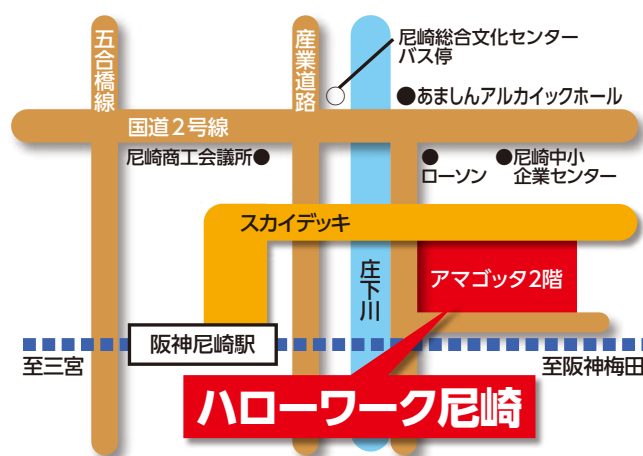 五合橋線
産業道路
尼崎総合文化センター
バス停
あましんアルカイックホール
国道2号線
尼崎商工会議所
ローソン
尼崎中小
企業センター
スカイデッキ
庄下川
アマゴッタ2階
阪神尼崎駅
至三宮
至阪神梅田
ハローワーク尼崎